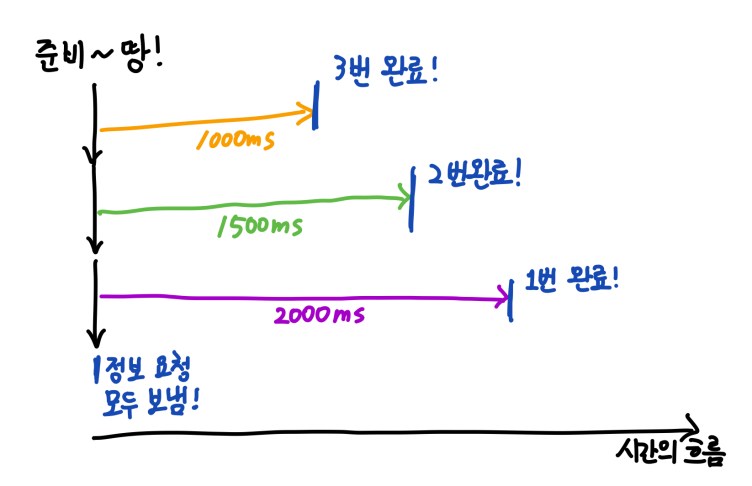 준비~땅!
3번 완료!
1000ms
2번완료!
1500ms
1번 완료!
2000ms
정보 요청
모두 보냄!
시간의 흐름